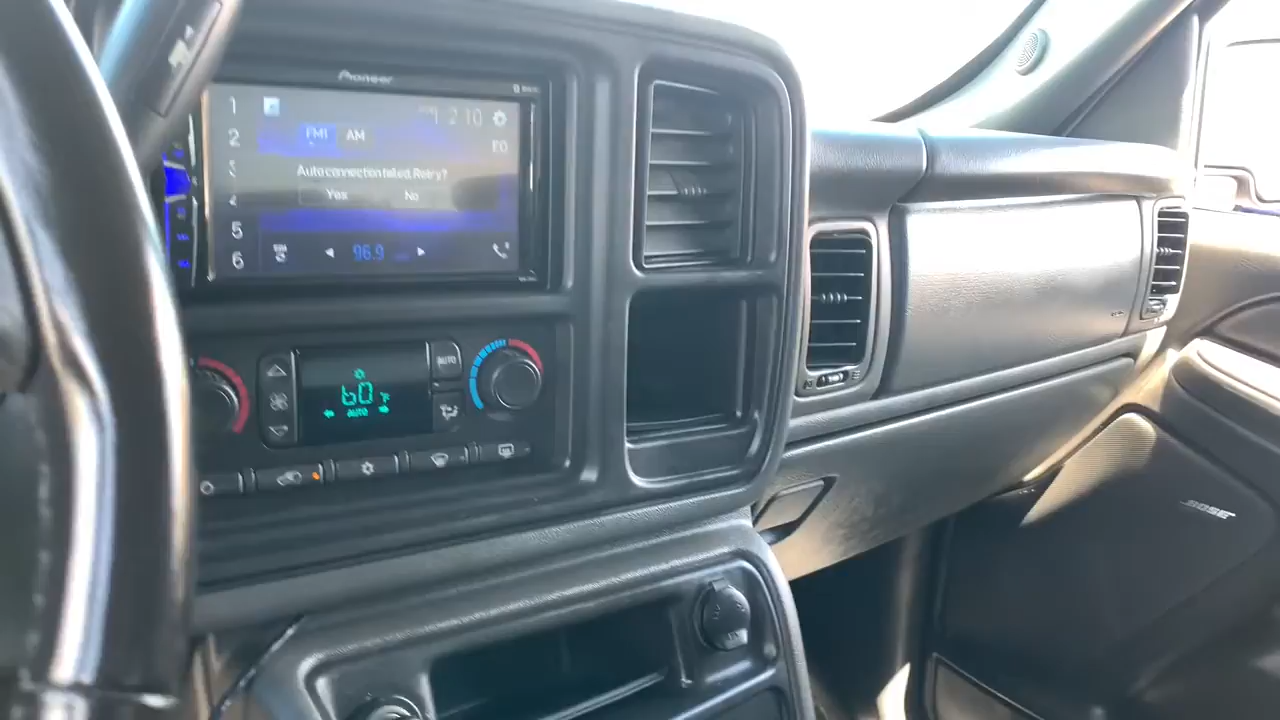 Pioneer
1
12:10
2
FM1 AM
EQ
3
Auto connection failed. Retry?
4
Yes No
5
6
96.9
AUTO
60 °F
AUTO
BOSE